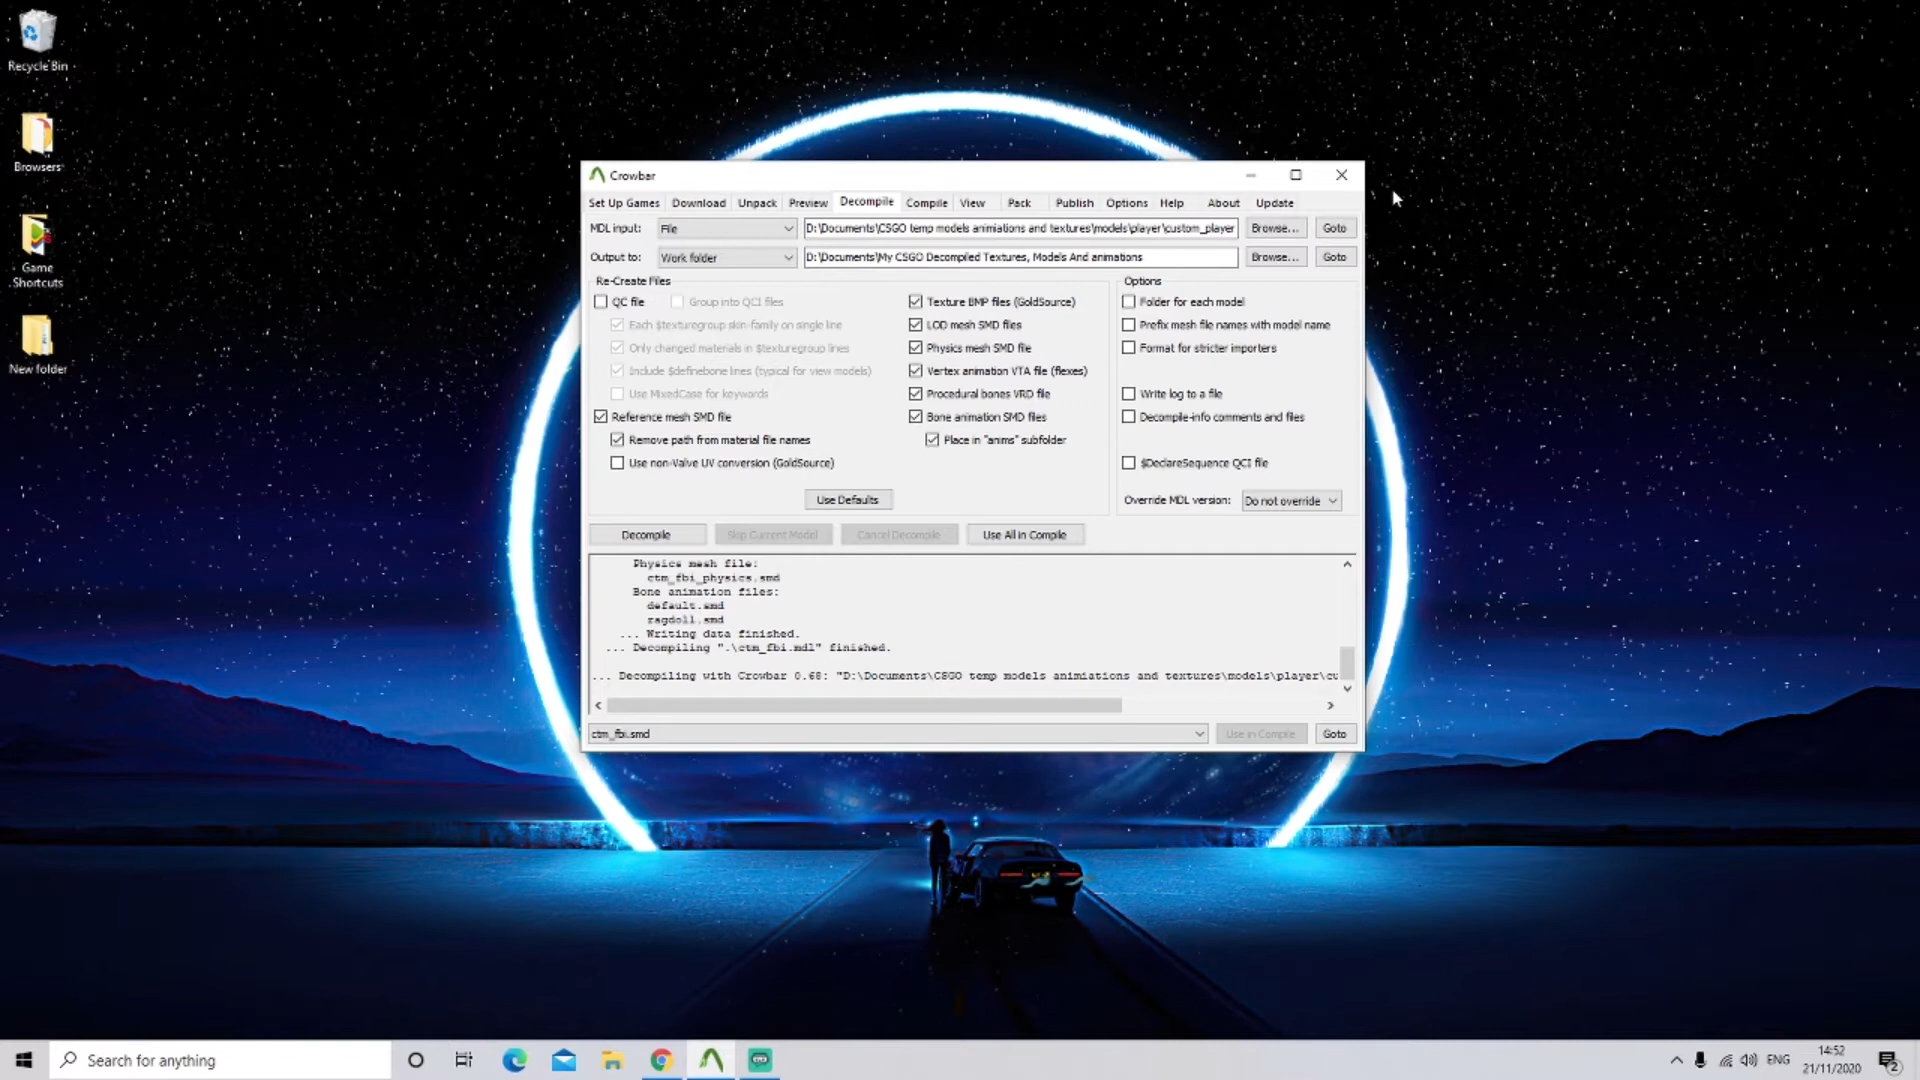 Recycle Bin
Browsers
Game
Shortcuts
New folder
Crowbar
Set Up Games Download Unpack Preview Decompile Compile View Pack Publish Options Help About Update
MDL input: File D:\Documents\CSGO temp models animiations and textures\models\player\custom_player Browse... Goto
Output to: Work folder D:\Documents\My CSGO Decompiled Textures, Models And animations Browse... Goto
Re-Create Files
QC file Group into QCI files
Each $texturegroup skin-family on single line
Only changed materials in $texturegroup lines
Include $definebone lines (typical for view models)
Use MixedCase for keywords
Reference mesh SMD file
Remove path from material file names
Use non-Valve UV conversion (GoldSource)
Texture BMP files (GoldSource)
LOD mesh SMD files
Physics mesh SMD file
Vertex animation VTA file (flexes)
Procedural bones VRD file
Bone animation SMD files
Place in "anims" subfolder
Use Defaults
Options
Folder for each model
Prefix mesh file names with model name
Format for stricter importers
Write log to a file
Decompile-info comments and files
$DeclareSequence QCI file
Override MDL version: Do not override
Decompile Skip Current Model Cancel Decompile Use All in Compile
Physics mesh file:
ctm_fbi_physics.smd
Bone animation files:
default.smd
ragdoll.smd
... Writing data finished.
... Decompiling ".\ctm_fbi.mdl" finished.
... Decompiling with Crowbar 0.68: "D:\Documents\CSGO temp models animiations and textures\models\player\cu
ctm_fbi.smd Use in Compile Goto
Search for anything
ENG
14:52
21/11/2020
2